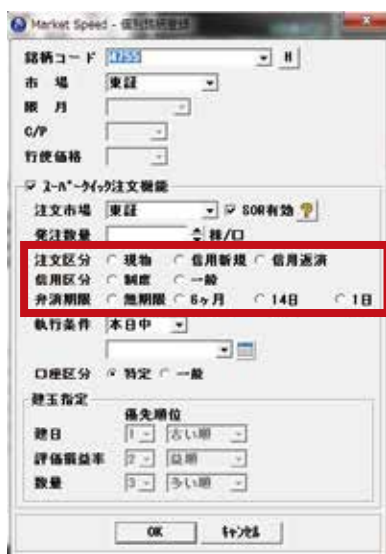 Market Speed - 個別銘柄登録
銘柄コード 4755 H
市 場 東証
限 月
C/P
行使価格
スーパークイック注文機能
注文市場 東証 SOR有効 ?
発注数量 株/口
注文区分 現物 信用新規 信用返済
信用区分 制度 一般
弁済期限 無期限 6ヶ月 14日 1日
執行条件 本日中
口座区分 特定 一般
建玉指定
優先順位
建日 1 古い順
評価損益率 2 益順
数量 3 多い順
OK キャンセル